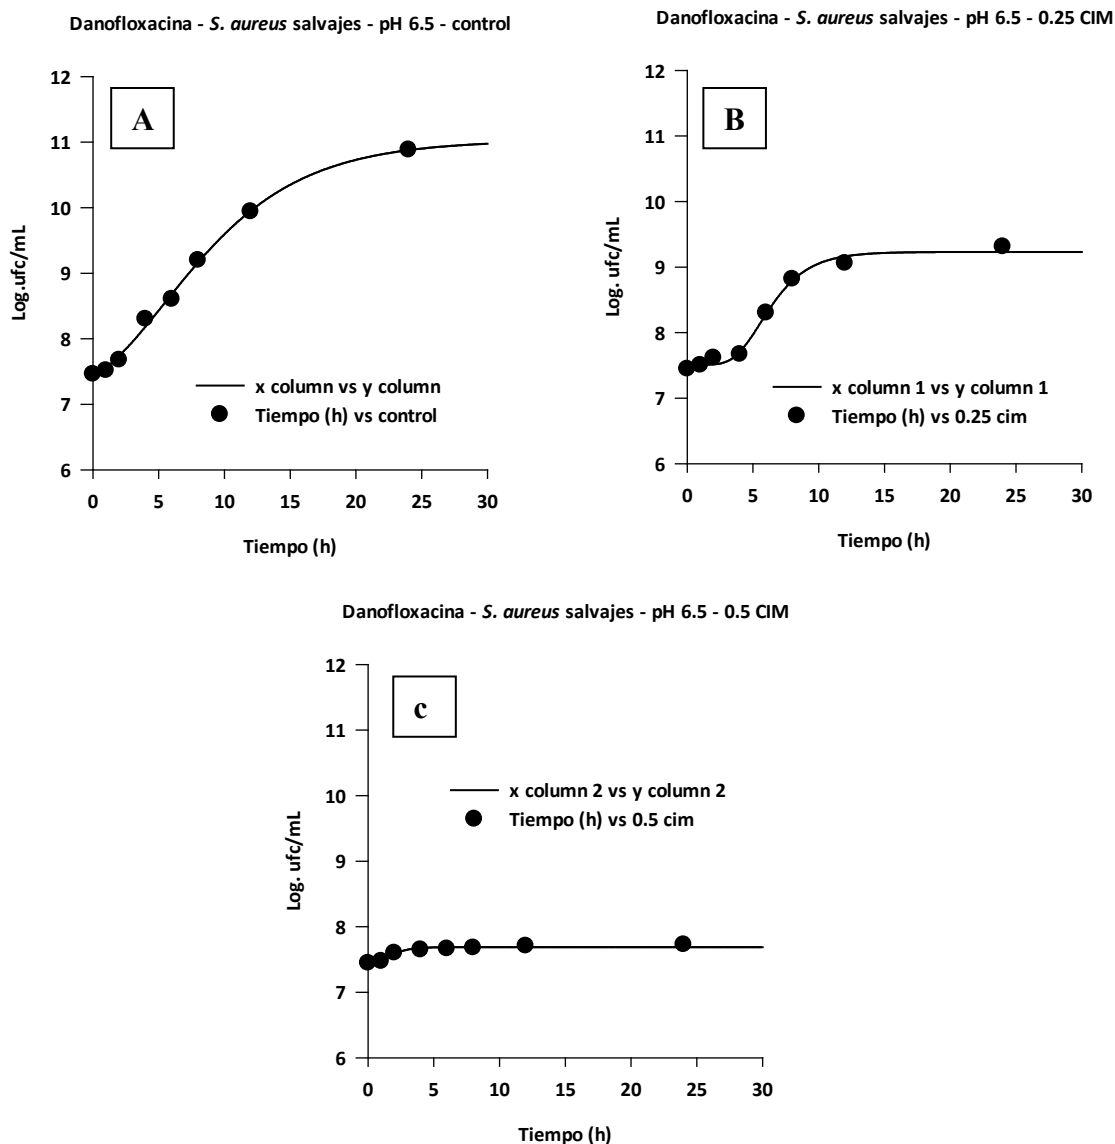 Danofloxacina - S. aureus salvajes - pH 6.5 - control
A
12
11
10
9
8
7
6
Log.ufc/mL
x column vs y column
Tiempo (h) vs control
0 5 10 15 20 25 30
Tiempo (h)
Danofloxacina - S. aureus salvajes - pH 6.5 - 0.25 CIM
B
12
11
10
9
8
7
6
Log. ufc/mL
x column 1 vs y column 1
Tiempo (h) vs 0.25 cim
0 5 10 15 20 25 30
Tiempo (h)
Danofloxacina - S. aureus salvajes - pH 6.5 - 0.5 CIM
c
12
11
10
9
8
7
6
Log. ufc/mL
x column 2 vs y column 2
Tiempo (h) vs 0.5 cim
0 5 10 15 20 25 30
Tiempo (h)